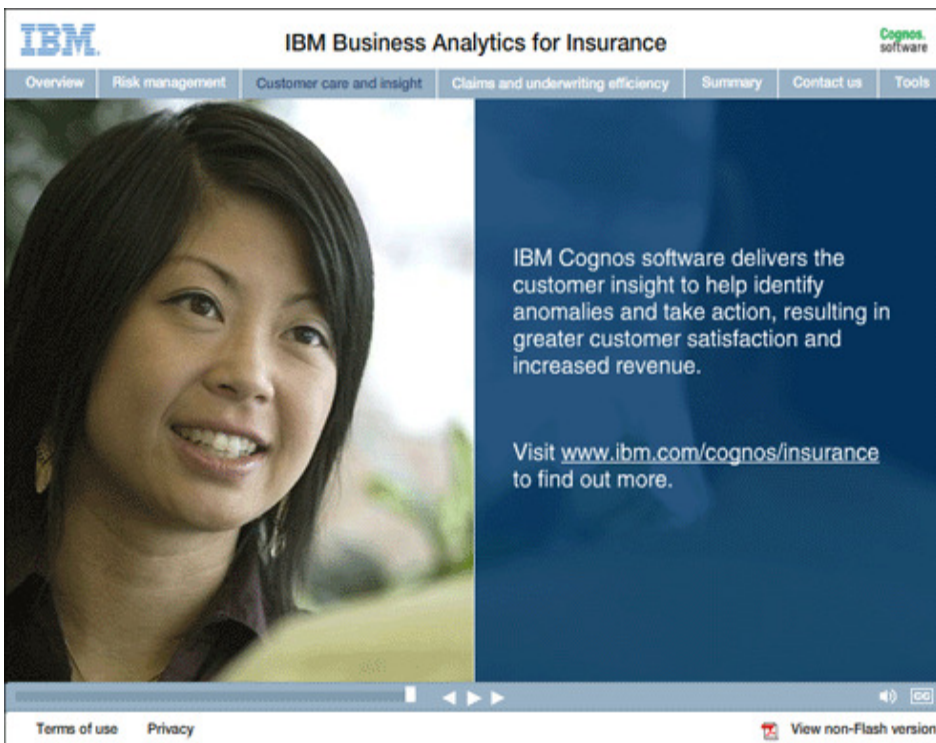 IBM.
IBM Business Analytics for Insurance
Cognos.
software
Overview
Risk management
Customer care and insight
Claims and underwriting efficiency
Summary
Contact us
Tools
IBM Cognos software delivers the
customer insight to help identify
anomalies and take action, resulting in
greater customer satisfaction and
increased revenue.
Visit www.ibm.com/cognos/insurance
to find out more.
CC
Terms of use
Privacy
View non-Flash version